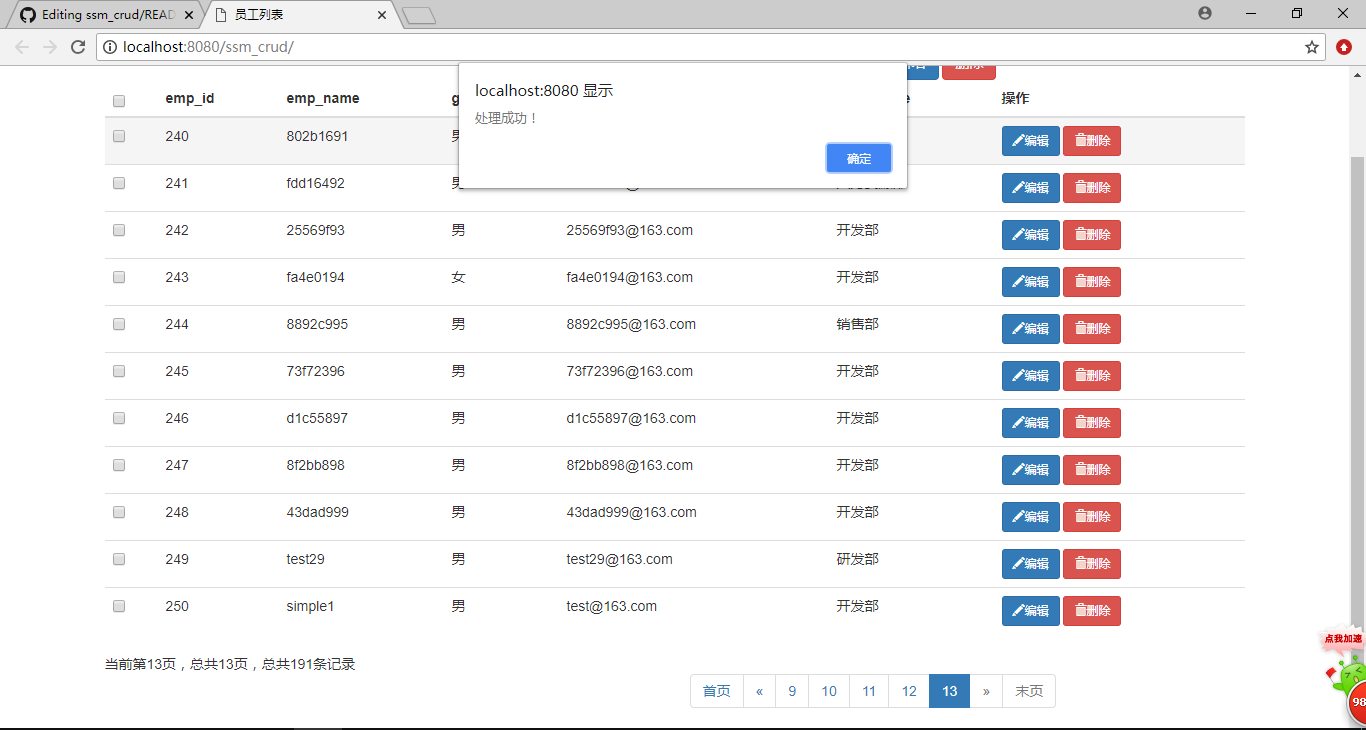 Editing ssm_crud/READ
员工列表
localhost:8080/ssm_crud/
localhost:8080 显示
处理成功！
确定
删除
emp_id emp_name 操作
240 802b1691 男 编辑 删除
241 fdd16492 男 编辑 删除
242 25569f93 男 25569f93@163.com 开发部 编辑 删除
243 fa4e0194 女 fa4e0194@163.com 开发部 编辑 删除
244 8892c995 男 8892c995@163.com 销售部 编辑 删除
245 73f72396 男 73f72396@163.com 开发部 编辑 删除
246 d1c55897 男 d1c55897@163.com 开发部 编辑 删除
247 8f2bb898 男 8f2bb898@163.com 开发部 编辑 删除
248 43dad999 男 43dad999@163.com 开发部 编辑 删除
249 test29 男 test29@163.com 研发部 编辑 删除
250 simple1 男 test@163.com 开发部 编辑 删除
当前第13页，总共13页，总共191条记录
首页 « 9 10 11 12 13 » 末页
点我加速
98